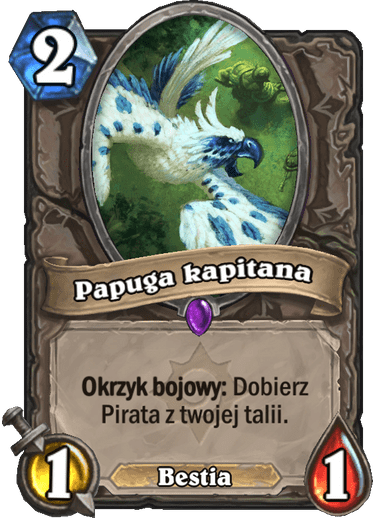 2
Papuga kapitana
Okrzyk bojowy: Dobierz
Pirata z twojej talii.
1
Bestia
1